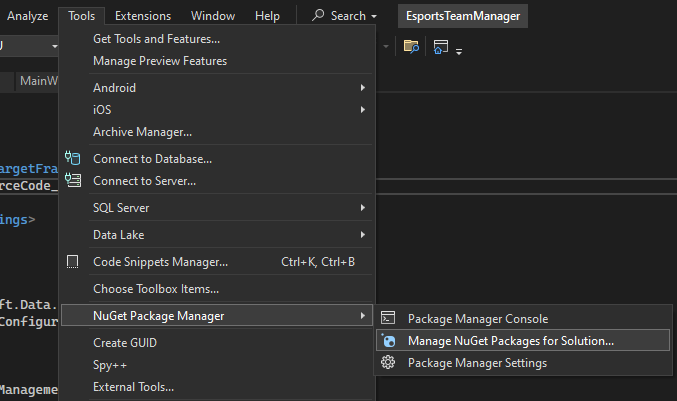 Analyze Tools Extensions Window Help Search EsportsTeamManager
MainW
Get Tools and Features...
Manage Preview Features
Android
iOS
Archive Manager...
Connect to Database...
argetFra
Connect to Server...
rceCode_
SQL Server
ings>
Data Lake
Code Snippets Manager... Ctrl+K, Ctrl+B
Choose Toolbox Items...
ft.Data.
NuGet Package Manager
Configur
Package Manager Console
Create GUID
Manage NuGet Packages for Solution...
Spy++
Package Manager Settings
External Tools...
Manageme